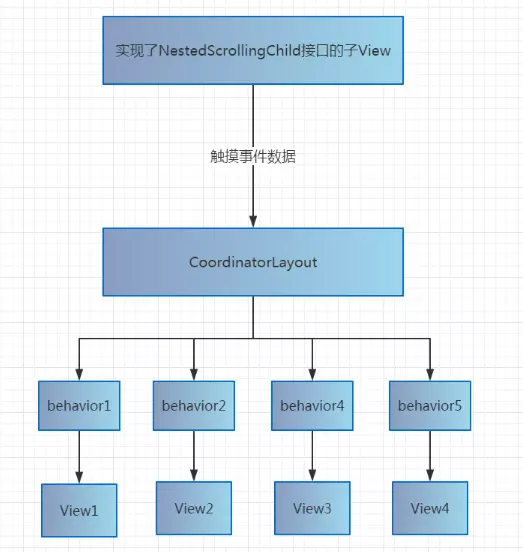 实现了NestedScrollingChild接口的子View
触摸事件数据
CoordinatorLayout
behavior1
behavior2
behavior4
behavior5
View1
View2
View3
View4